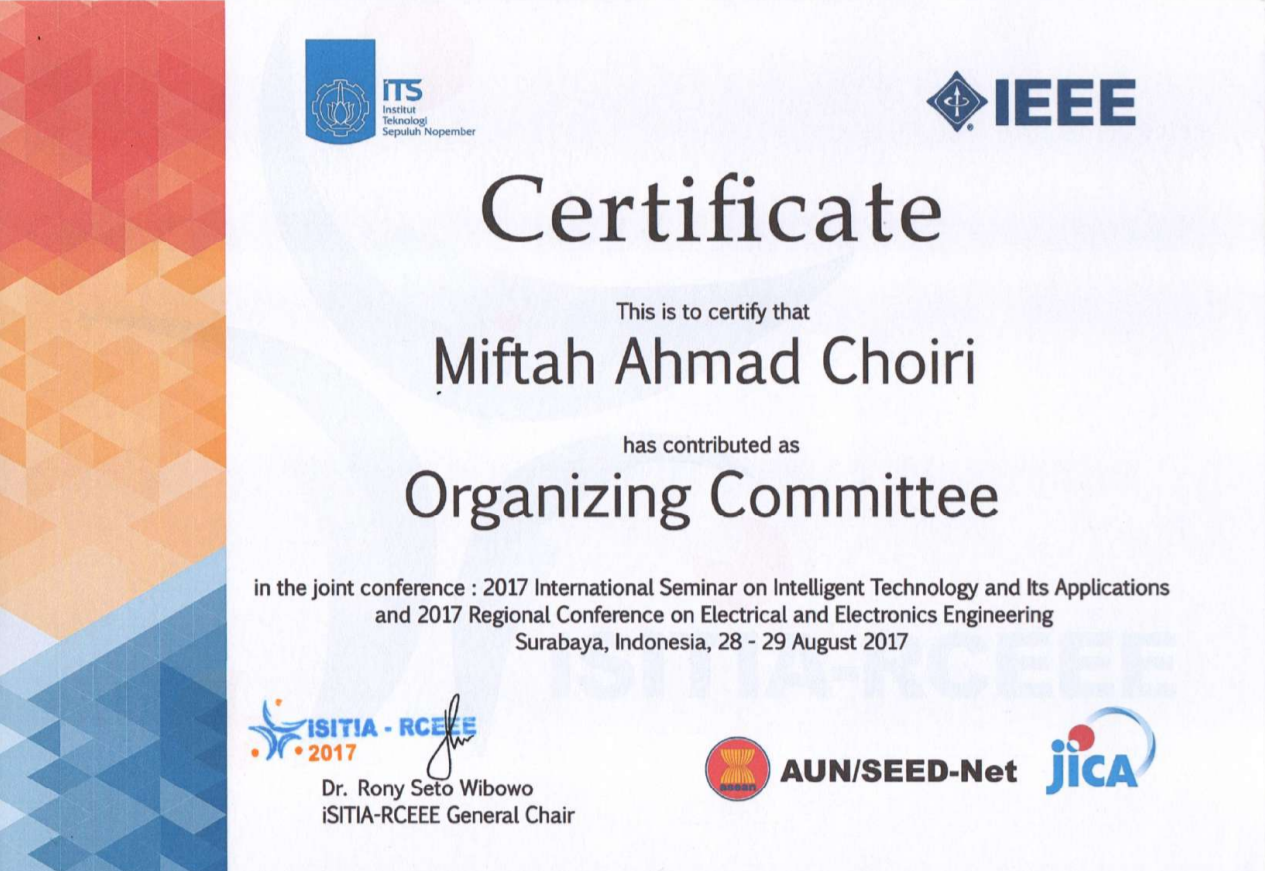 iTS
Institut
Teknologi
Sepuluh Nopember
IEEE
Certificate
This is to certify that
Miftah Ahmad Choiri
has contributed as
Organizing Committee
in the joint conference : 2017 International Seminar on Intelligent Technology and Its Applications
and 2017 Regional Conference on Electrical and Electronics Engineering
Surabaya, Indonesia, 28 - 29 August 2017
ISITIA-RCEEE
ISITIA - RCEEE
2017
Dr. Rony Seto Wibowo
iSITIA-RCEEE General Chair
asean
AUN/SEED-Net
jICA